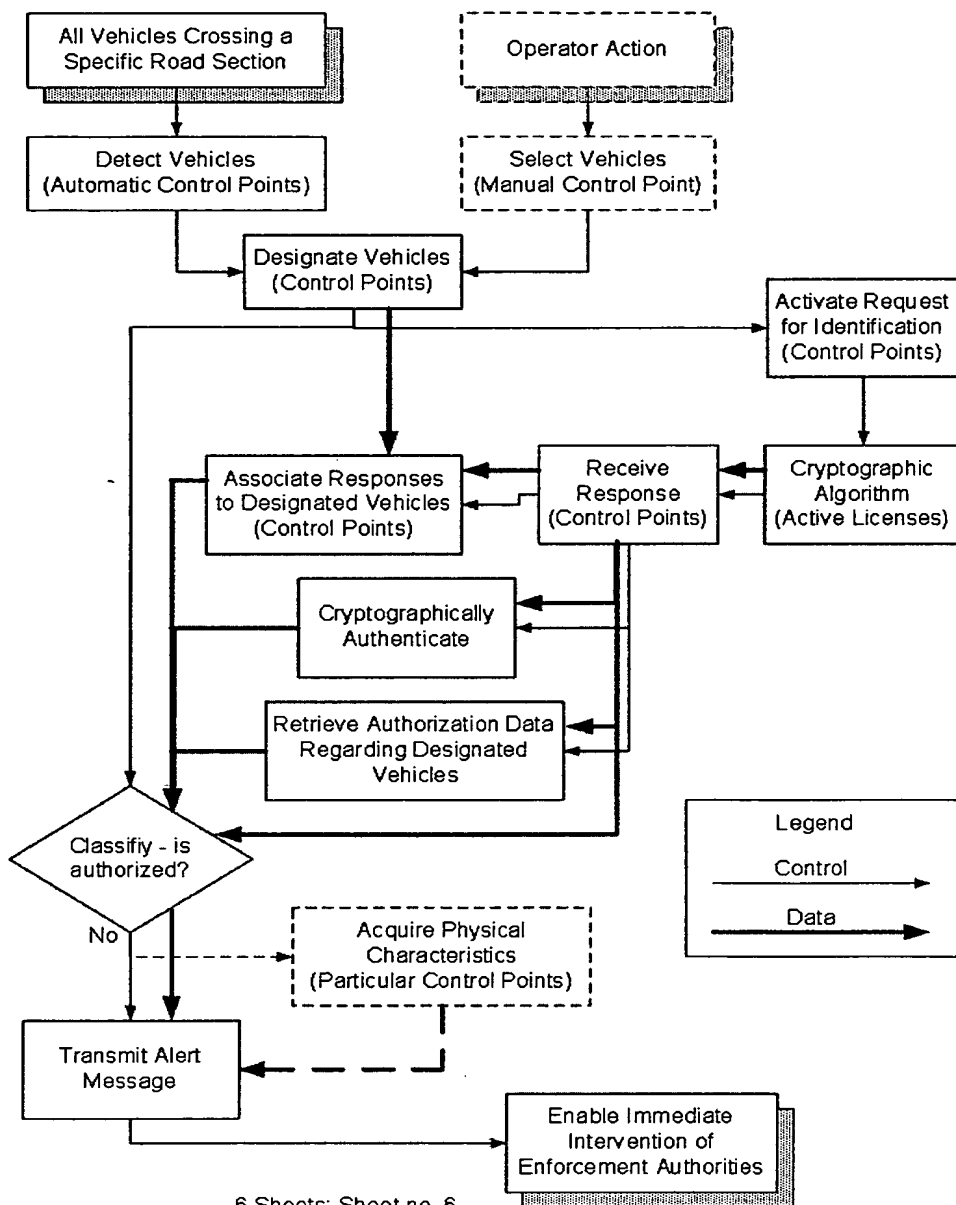 All Vehicles Crossing a
Specific Road Section
Operator Action
Detect Vehicles
(Automatic Control Points)
Select Vehicles
(Manual Control Point)
Designate Vehicles
(Control Points)
Activate Request
for Identification
(Control Points)
Associate Responses
to Designated Vehicles
(Control Points)
Receive
Response
(Control Points)
Cryptographic
Algorithm
(Active Licenses)
Cryptographically
Authenticate
Retrieve Authorization Data
Regarding Designated
Vehicles
Classifiy - is
authorized?
Legend
Control
Data
No
Acquire Physical
Characteristics
(Particular Control Points)
Transmit Alert
Message
Enable Immediate
Intervention of
Enforcement Authorities
6 Sheets: Sheet no. 6